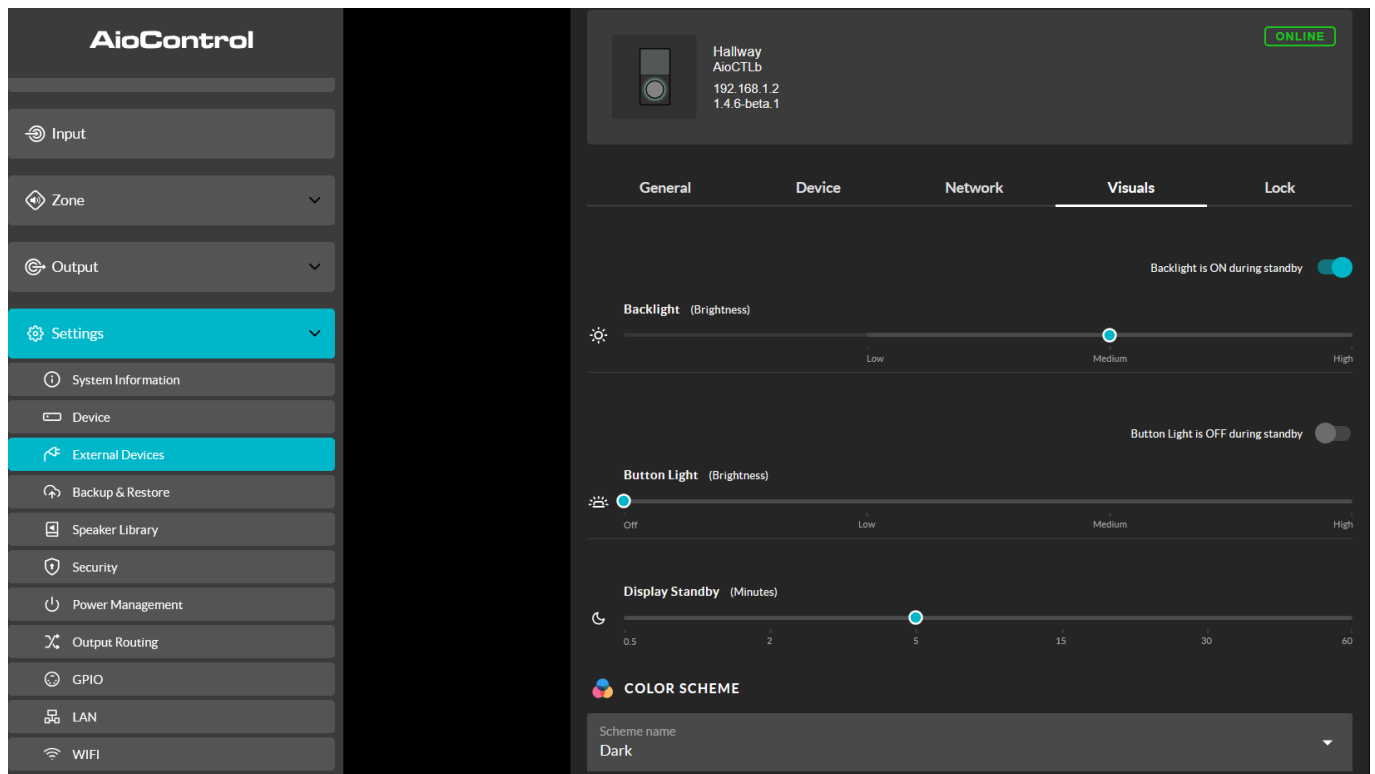 AioControl
Input
Zone
Output
Settings
System Information
Device
External Devices
Backup & Restore
Speaker Library
Security
Power Management
Output Routing
GPIO
LAN
WIFI
Hallway
AioCTLb
192.168.1.2
1.4.6-beta.1
ONLINE
General Device Network Visuals Lock
Backlight is ON during standby
Backlight (Brightness)
Low Medium High
Button Light is OFF during standby
Button Light (Brightness)
Off Low Medium High
Display Standby (Minutes)
0.5 2 5 15 30 60
COLOR SCHEME
Scheme name
Dark